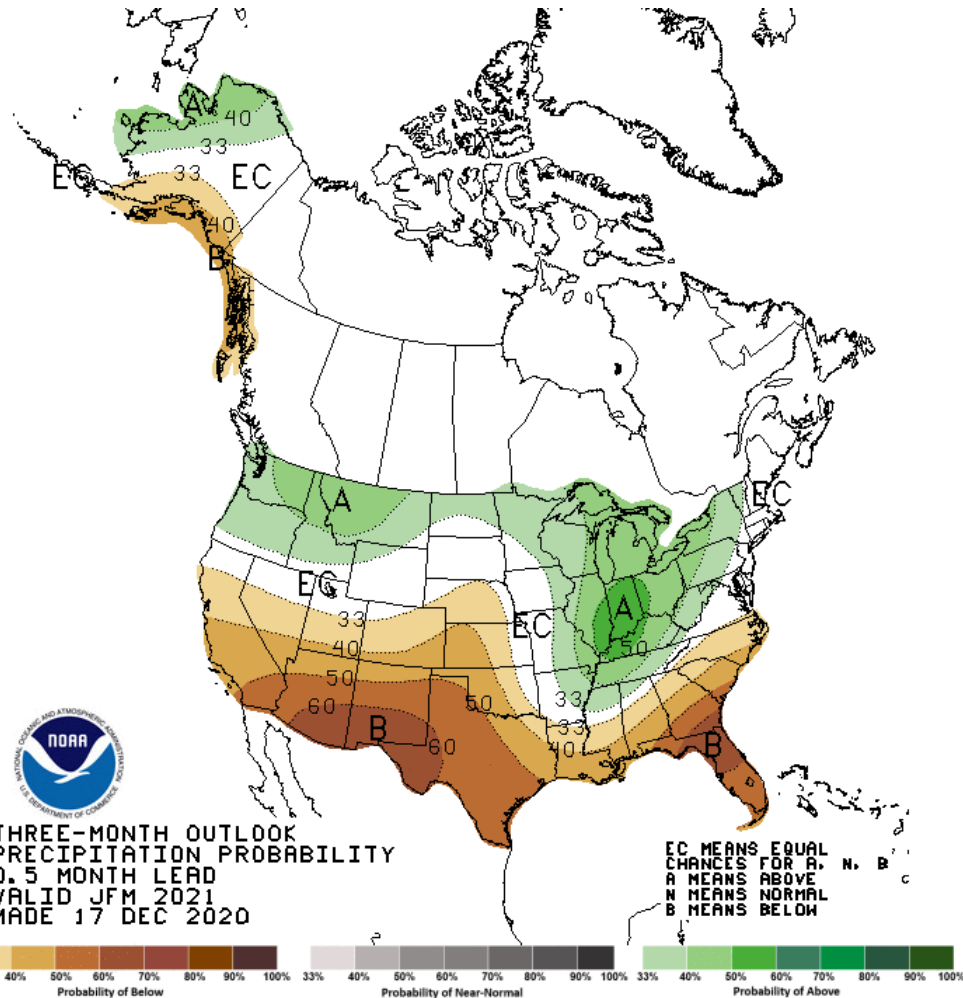 A
40
33
EC
33
EC
40
B
A
EC
EC
33
40
50
60
B
60
50
EC
A
50
33
33
40
B
NOAA
NATIONAL OCEANIC AND ATMOSPHERIC ADMINISTRATION
U.S. DEPARTMENT OF COMMERCE
THREE-MONTH OUTLOOK
PRECIPITATION PROBABILITY
0.5 MONTH LEAD
VALID JFM 2021
MADE 17 DEC 2020
EC MEANS EQUAL
CHANCES FOR A, N, B
A MEANS ABOVE
N MEANS NORMAL
B MEANS BELOW
C
40% 50% 60% 70% 80% 90% 100%
Probability of Below
33% 40% 50% 60% 70% 80% 90% 100%
Probability of Near-Normal
33% 40% 50% 60% 70% 80% 90% 100%
Probability of Above